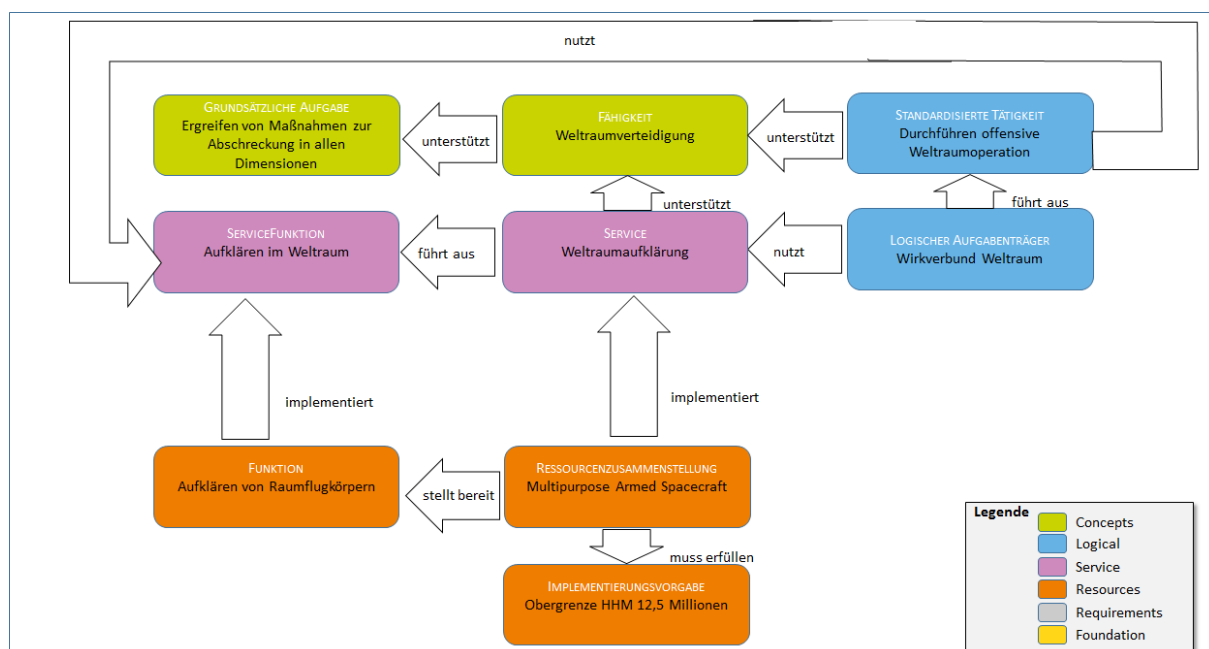 nutzt
GRUNDSÄTZLICHE AUFGABE
Ergreifen von Maßnahmen zur
Abschreckung in allen
Dimensionen
unterstützt
FÄHIGKEIT
Weltraumverteidigung
unterstützt
STANDARDISIERTE TÄTIGKEIT
Durchführen offensive
Weltraumoperation
unterstützt
führt aus
SERVICEFUNKTION
Aufklären im Weltraum
führt aus
SERVICE
Weltraumaufklärung
nutzt
LOGISCHER AUFGABENTRÄGER
Wirkverbund Weltraum
implementiert
implementiert
FUNKTION
Aufklären von Raumflugkörpern
stellt bereit
RESSOURCENZUSAMMENSTELLUNG
Multipurpose Armed Spacecraft
muss erfüllen
IMPLEMENTIERUNGSVORGABE
Obergrenze HHM 12,5 Millionen
Legende
Concepts
Logical
Service
Resources
Requirements
Foundation